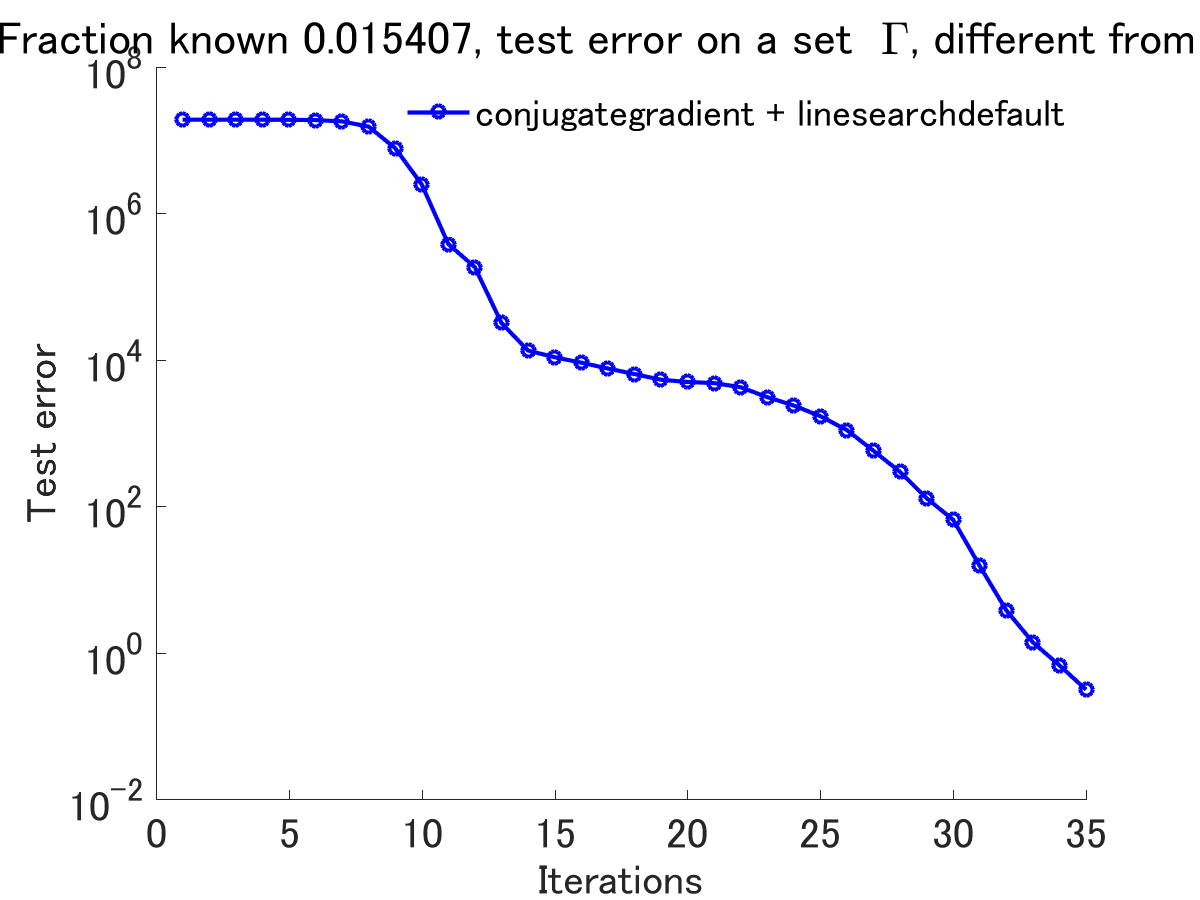 Fraction known 0.015407, test error on a set Γ, different from
conjugategradient + linesearchdefault
10^8
10^6
10^4
10^2
10^0
10^-2
Test error
0 5 10 15 20 25 30 35
Iterations